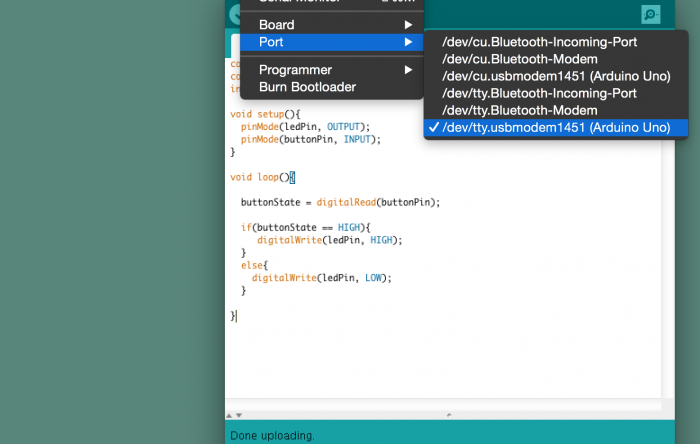 Board
Port
Programmer
Burn Bootloader
/dev/cu.Bluetooth-Incoming-Port
/dev/cu.Bluetooth-Modem
/dev/cu.usbmodem1451 (Arduino Uno)
/dev/tty.Bluetooth-Incoming-Port
/dev/tty.Bluetooth-Modem
/dev/tty.usbmodem1451 (Arduino Uno)
co
co
in
void setup(){
pinMode(ledPin, OUTPUT);
pinMode(buttonPin, INPUT);
}
void loop(){
buttonState = digitalRead(buttonPin);
if(buttonState == HIGH){
digitalWrite(ledPin, HIGH);
}
else{
digitalWrite(ledPin, LOW);
}
}
Done uploading.